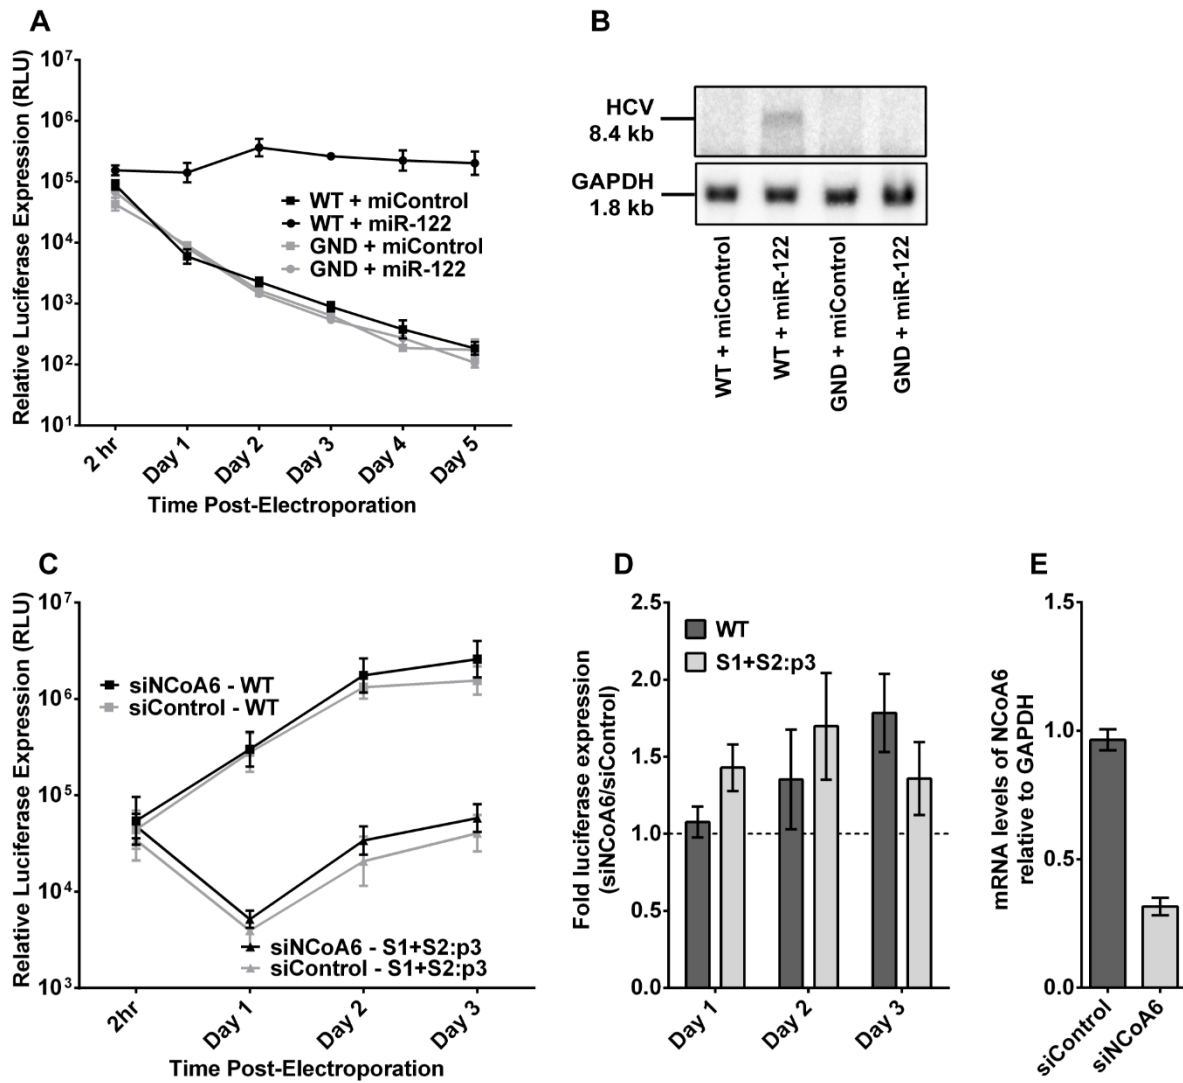 A
Relative Luciferase Expression (RLU)
10⁷
10⁶
10⁵
10⁴
10³
10²
10¹
WT + miControl
WT + miR-122
GND + miControl
GND + miR-122
2 hr
Day 1
Day 2
Day 3
Day 4
Day 5
Time Post-Electroporation
B
HCV
8.4 kb
GAPDH
1.8 kb
WT + miControl
WT + miR-122
GND + miControl
GND + miR-122
C
Relative Luciferase Expression (RLU)
10⁷
10⁶
10⁵
10⁴
10³
siNCoA6 - WT
siControl - WT
siNCoA6 - S1+S2:p3
siControl - S1+S2:p3
2hr
Day 1
Day 2
Day 3
Time Post-Electroporation
D
Fold luciferase expression
(siNCoA6/siControl)
2.5
2.0
1.5
1.0
0.5
0.0
WT
S1+S2:p3
Day 1
Day 2
Day 3
E
mRNA levels of NCoA6
relative to GAPDH
1.5
1.0
0.5
0.0
siControl
siNCoA6